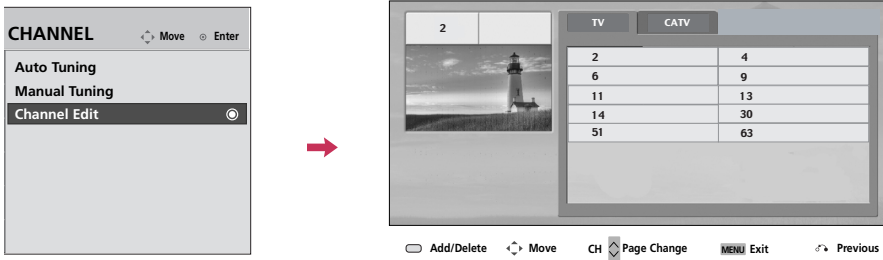 CHANNEL Move Enter
Auto Tuning
Manual Tuning
Channel Edit
2
TV CATV
2 4
6 9
11 13
14 30
51 63
Add/Delete Move CH Page Change MENU Exit Previous